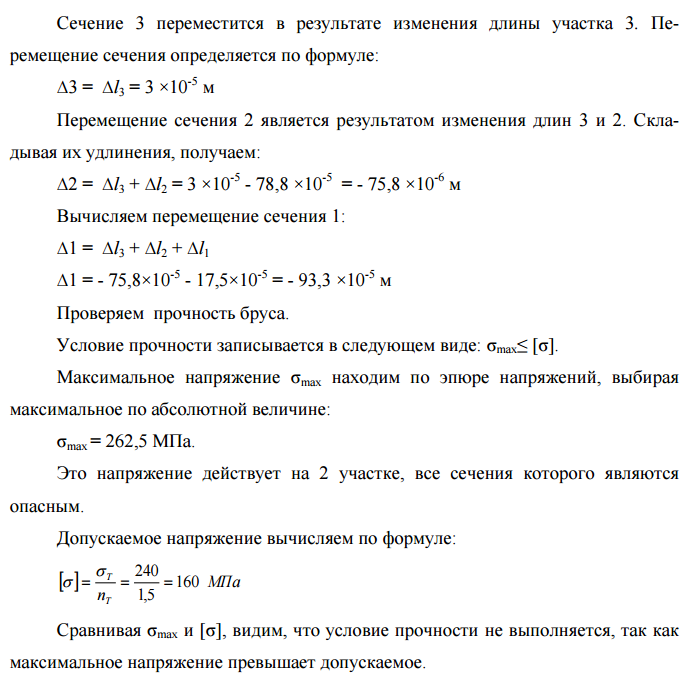 Сечение 3 переместится в результате изменения длины участка 3. Пе-
ремещение сечения определяется по формуле:
Δ3 = Δl₃ = 3 ×10⁻⁵ м
Перемещение сечения 2 является результатом изменения длин 3 и 2. Скла-
дывая их удлинения, получаем:
Δ2 = Δl₃ + Δl₂ = 3 ×10⁻⁵ - 78,8 ×10⁻⁵ = - 75,8 ×10⁻⁶ м
Вычисляем перемещение сечения 1:
Δ1 = Δl₃ + Δl₂ + Δl₁
Δ1 = - 75,8×10⁻⁵ - 17,5×10⁻⁵ = - 93,3 ×10⁻⁵ м
Проверяем прочность бруса.
Условие прочности записывается в следующем виде: σmax≤ [σ].
Максимальное напряжение σmax находим по эпюре напряжений, выбирая
максимальное по абсолютной величине:
σmax = 262,5 МПа.
Это напряжение действует на 2 участке, все сечения которого являются
опасным.
Допускаемое напряжение вычисляем по формуле:
[σ] = σT / nT = 240 / 1,5 = 160 МПа
Сравнивая σmax и [σ], видим, что условие прочности не выполняется, так как
максимальное напряжение превышает допускаемое.